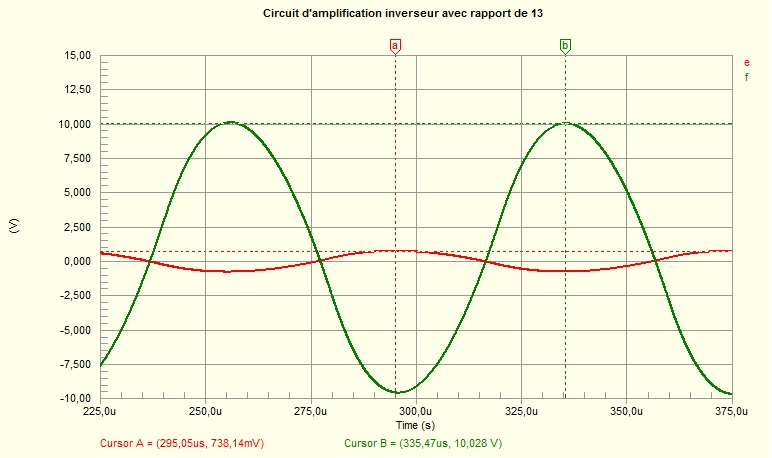 Circuit d'amplification inverseur avec rapport de 13
a
b
e
f
15,00
12,50
10,000
7,500
5,000
2,500
0,000
-2,500
-5,000
-7,500
-10,00
(V)
225,0u 250,0u 275,0u 300,0u 325,0u 350,0u 375,0u
Time (s)
Cursor A = (295,05us, 738,14mV) Cursor B = (335,47us, 10,028 V)